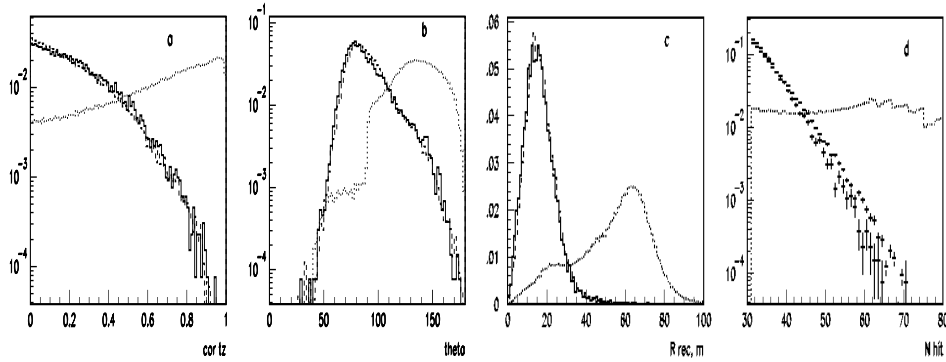 a
10⁻²
10⁻³
10⁻⁴
0 0.2 0.4 0.6 0.8 1
cor tz
b
10⁻¹
10⁻²
10⁻³
10⁻⁴
0 50 100 150
theta
c
.06
.05
.04
.03
.02
.01
0
0 20 40 60 80 100
R rec, m
d
10⁻¹
10⁻²
10⁻³
10⁻⁴
30 40 50 60 70 80
N hit